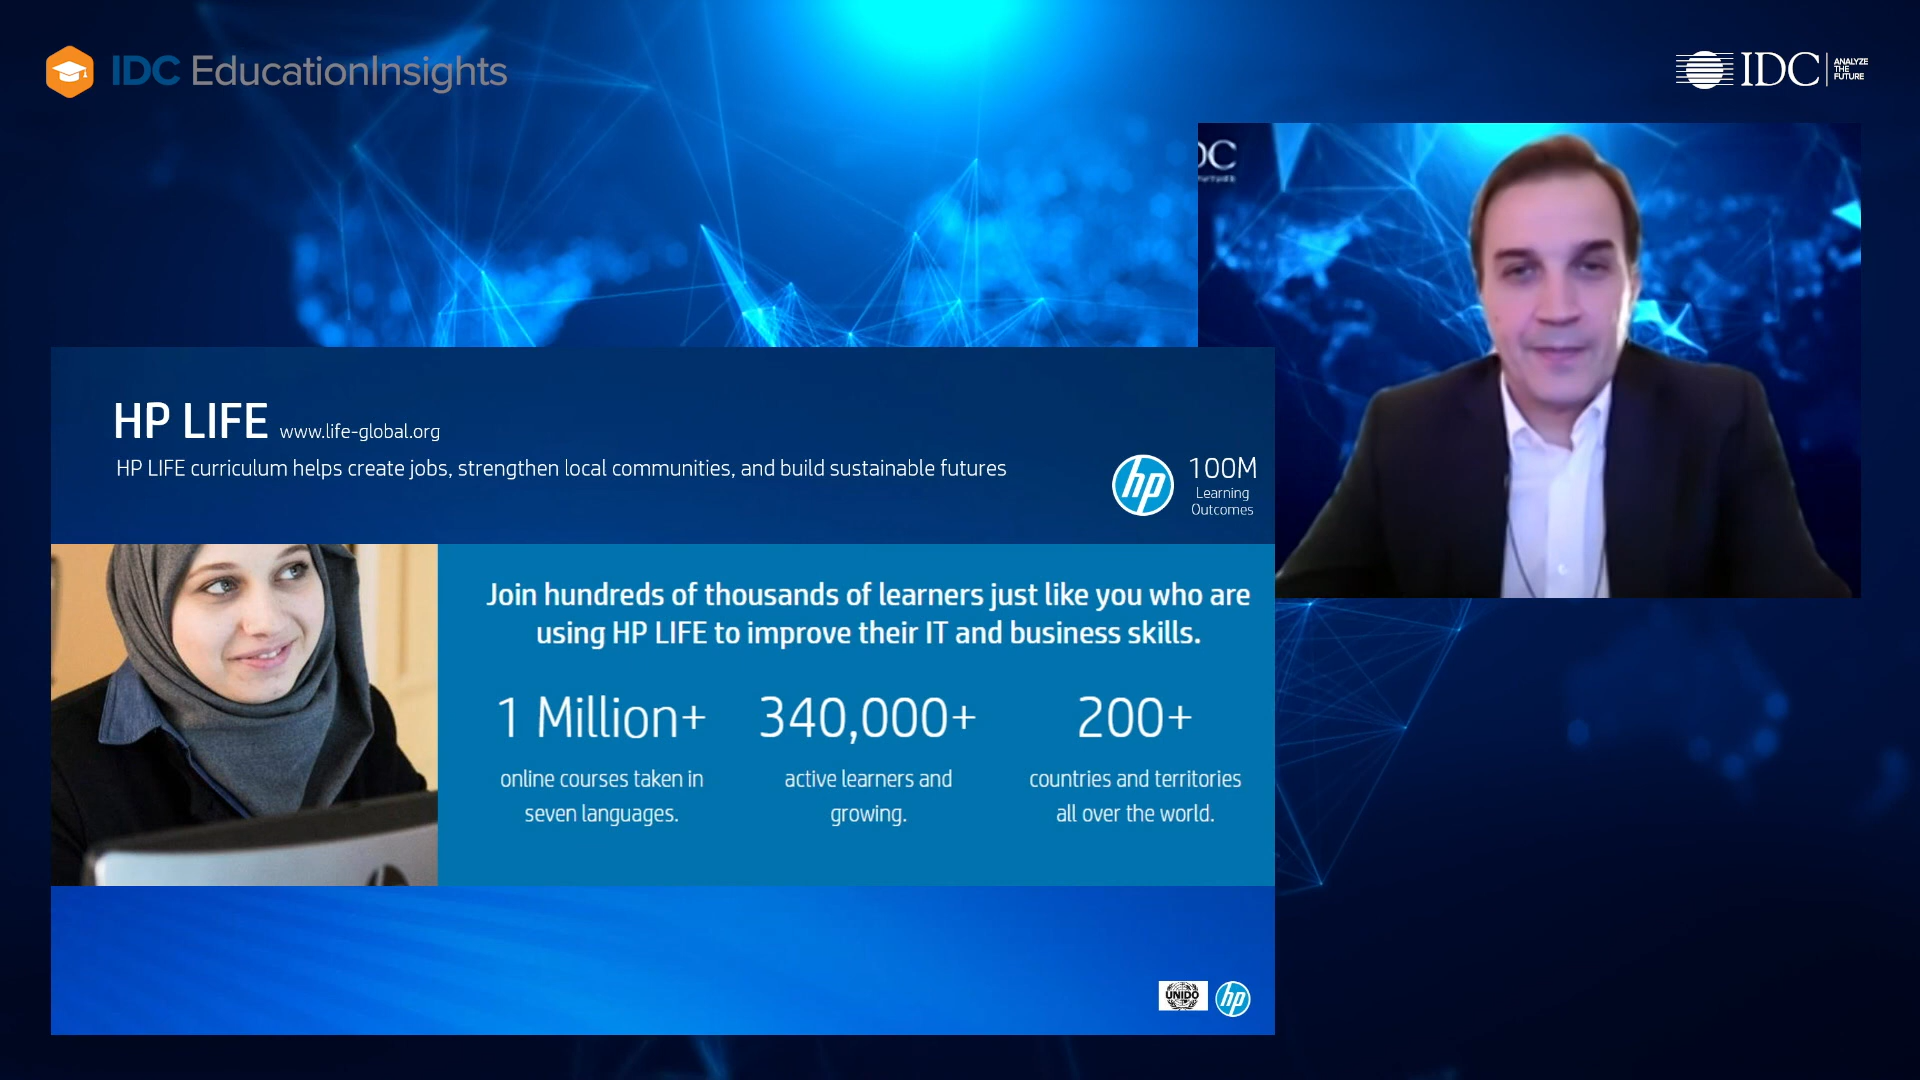 IDC EducationInsights
IDC
ANALYZE
THE
FUTURE
DC
HP LIFE www.life-global.org
HP LIFE curriculum helps create jobs, strengthen local communities, and build sustainable futures
hp
100M
Learning
Outcomes
Join hundreds of thousands of learners just like you who are
using HP LIFE to improve their IT and business skills.
1 Million+
online courses taken in
seven languages.
340,000+
active learners and
growing.
200+
countries and territories
all over the world.
UNIDO
hp